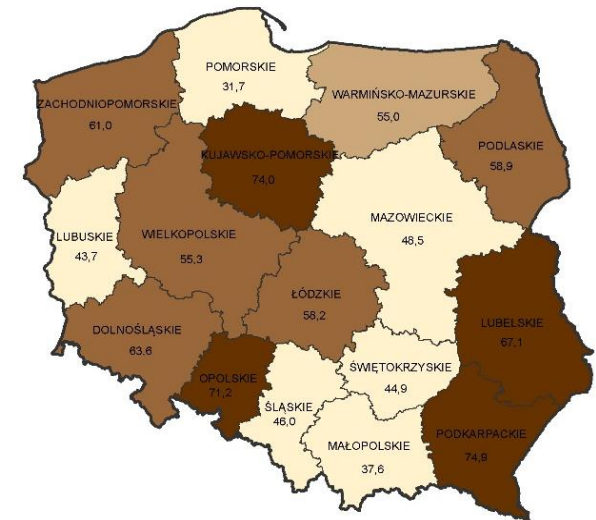 POMORSKIE
31,7
ZACHODNIOPOMORSKIE
61,0
WARMIŃSKO-MAZURSKIE
55,0
KUJAWSKO-POMORSKIE
74,0
PODLASKIE
58,9
MAZOWIECKIE
48,5
LUBUSKIE
43,7
WIELKOPOLSKIE
55,3
ŁÓDZKIE
58,2
DOLNOŚLĄSKIE
63,6
LUBELSKIE
67,1
OPOLSKIE
71,2
ŚWIĘTOKRZYSKIE
44,9
ŚLĄSKIE
46,0
MAŁOPOLSKIE
37,6
PODKARPACKIE
74,9